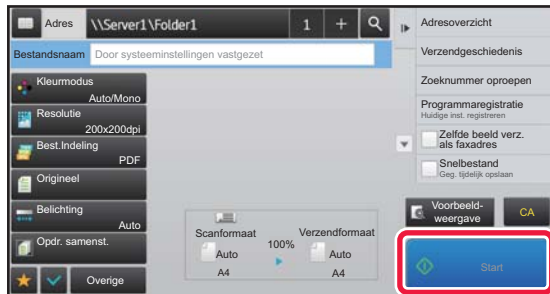 Adres
\\Server1\Folder1
1
+
Bestandsnaam
Door systeeminstellingen vastgezet
Kleurmodus
Auto/Mono
Resolutie
200x200dpi
Best.Indeling
PDF
Origineel
Belichting
Auto
Opdr. samenst.
Overige
Scanformaat
Auto
A4
100%
Verzendformaat
Auto
A4
Adresoverzicht
Verzendgeschiedenis
Zoeknummer oproepen
Programmaregistratie
Huidige inst. registreren
Zelfde beeld verz.
als faxadres
Snelbestand
Geg. tijdelijk opslaan
Voorbeeld-
weergave
CA
Start